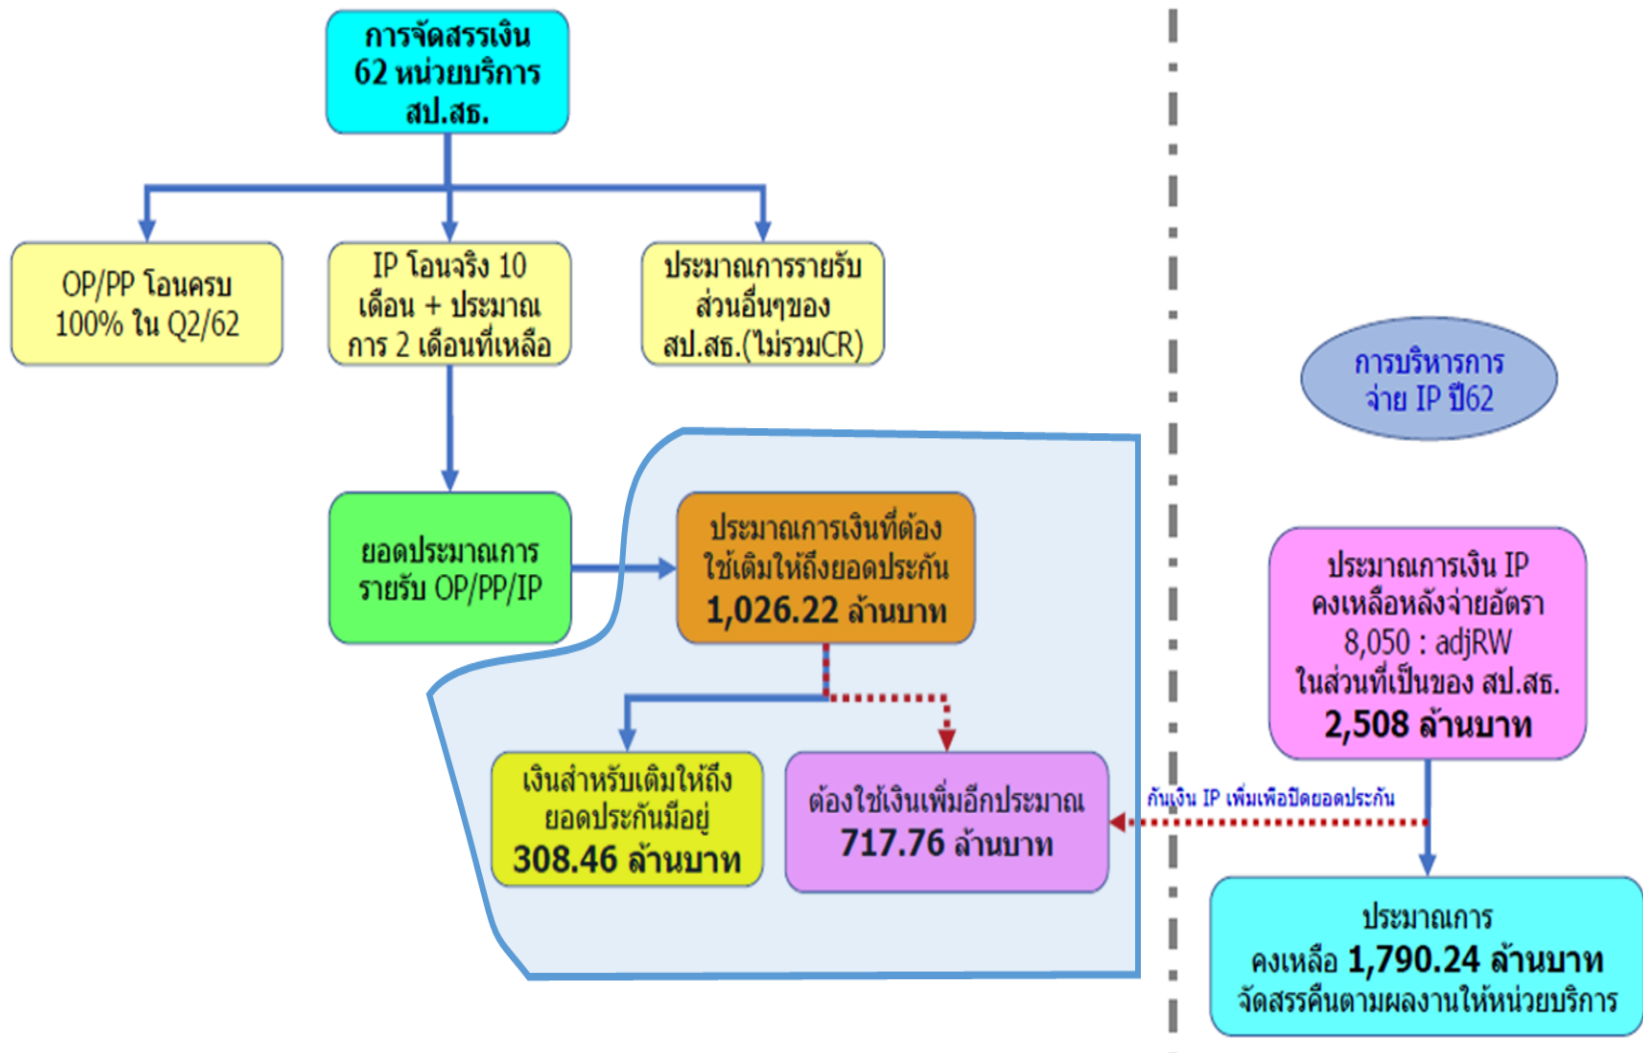 การจัดสรรเงิน
62 หน่วยบริการ
สป.สธ.
OP/PP โอนครบ
100% ใน Q2/62
IP โอนจริง 10
เดือน + ประมาณ
การ 2 เดือนที่เหลือ
ประมาณการรายรับ
ส่วนอื่นๆของ
สป.สธ.(ไม่รวมCR)
ยอดประมาณการ
รายรับ OP/PP/IP
ประมาณการเงินที่ต้อง
ใช้เติมให้ถึงยอดประกัน
1,026.22 ล้านบาท
เงินสำหรับเติมให้ถึง
ยอดประกันมีอยู่
308.46 ล้านบาท
ต้องใช้เงินเพิ่มอีกประมาณ
717.76 ล้านบาท
การบริหารการ
จ่าย IP ปี62
ประมาณการเงิน IP
คงเหลือหลังจ่ายอัตรา
8,050 : adjRW
ในส่วนที่เป็นของ สป.สธ.
2,508 ล้านบาท
กันเงิน IP เพิ่มเพื่อปิดยอดประกัน
ประมาณการ
คงเหลือ 1,790.24 ล้านบาท
จัดสรรคืนตามผลงานให้หน่วยบริการ